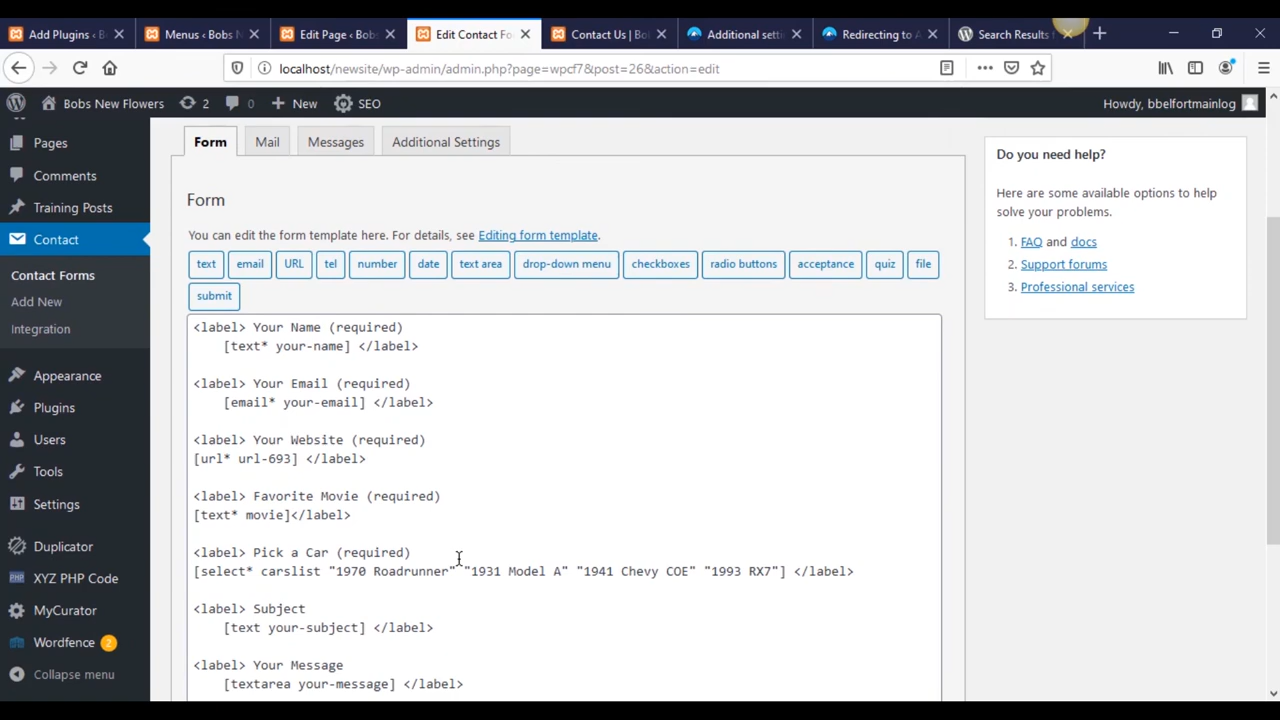 Add Plugins ‹ B
Menus ‹ Bobs N
Edit Page ‹ Bobs
Edit Contact Fo
Contact Us | Bo
Additional sett
Redirecting to A
Search Results f
localhost/newsite/wp-admin/admin.php?page=wpcf7&post=26&action=edit
Bobs New Flowers
2
0
New
SEO
Howdy, bbelfortmainlog
Pages
Comments
Training Posts
Contact
Contact Forms
Add New
Integration
Appearance
Plugins
Users
Tools
Settings
Duplicator
XYZ PHP Code
MyCurator
Wordfence 2
Collapse menu
Form
Mail
Messages
Additional Settings
Form
You can edit the form template here. For details, see Editing form template.
text
email
URL
tel
number
date
text area
drop-down menu
checkboxes
radio buttons
acceptance
quiz
file
submit
<label> Your Name (required)
[text* your-name] </label>
<label> Your Email (required)
[email* your-email] </label>
<label> Your Website (required)
[url* url-693] </label>
<label> Favorite Movie (required)
[text* movie]</label>
<label> Pick a Car (required)
[select* carslist "1970 Roadrunner" "1931 Model A" "1941 Chevy COE" "1993 RX7"] </label>
<label> Subject
[text your-subject] </label>
<label> Your Message
[textarea your-message] </label>
Do you need help?
Here are some available options to help
solve your problems.
1. FAQ and docs
2. Support forums
3. Professional services